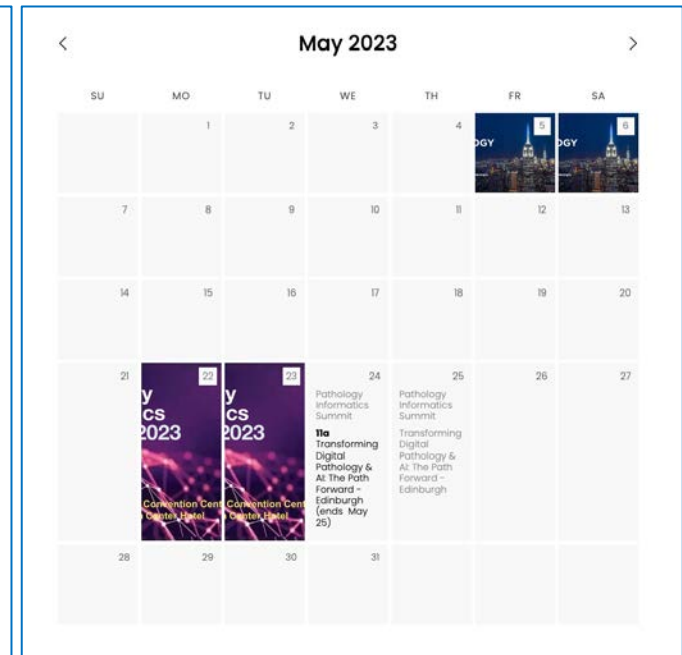 May 2023
SU MO TU WE TH FR SA
1 2 3 4 5 6
OGY OGY
7 8 9 10 11 12 13
14 15 16 17 18 19 20
21 22 23 24 25 26 27
y
cs
2023
Convention Cent
Center Hotel
y
cs
2023
Convention Cent
Center Hotel
Pathology
Informatics
Summit
11a
Transforming
Digital
Pathology &
AI: The Path
Forward -
Edinburgh
(ends May
25)
Pathology
Informatics
Summit
Transforming
Digital
Pathology &
AI: The Path
Forward -
Edinburgh
28 29 30 31